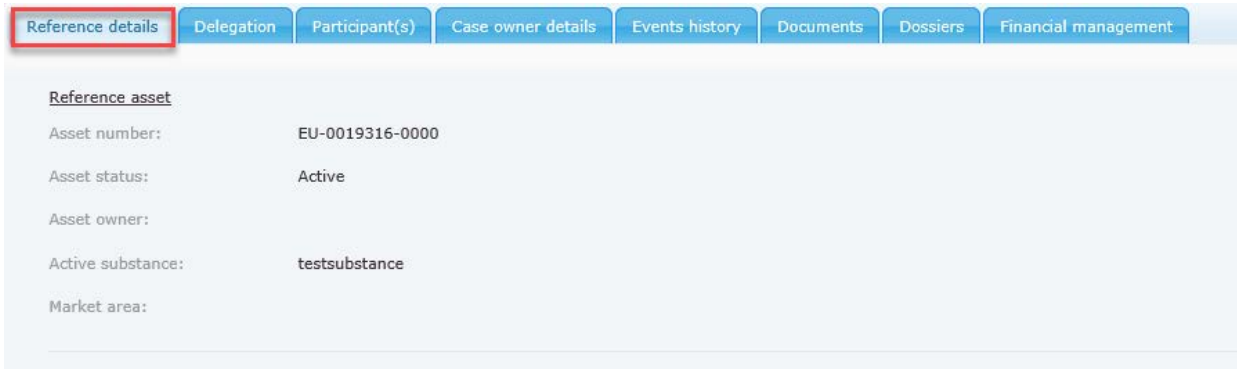 Reference details Delegation Participant(s) Case owner details Events history Documents Dossiers Financial management
Reference asset
Asset number: EU-0019316-0000
Asset status: Active
Asset owner:
Active substance: testsubstance
Market area: